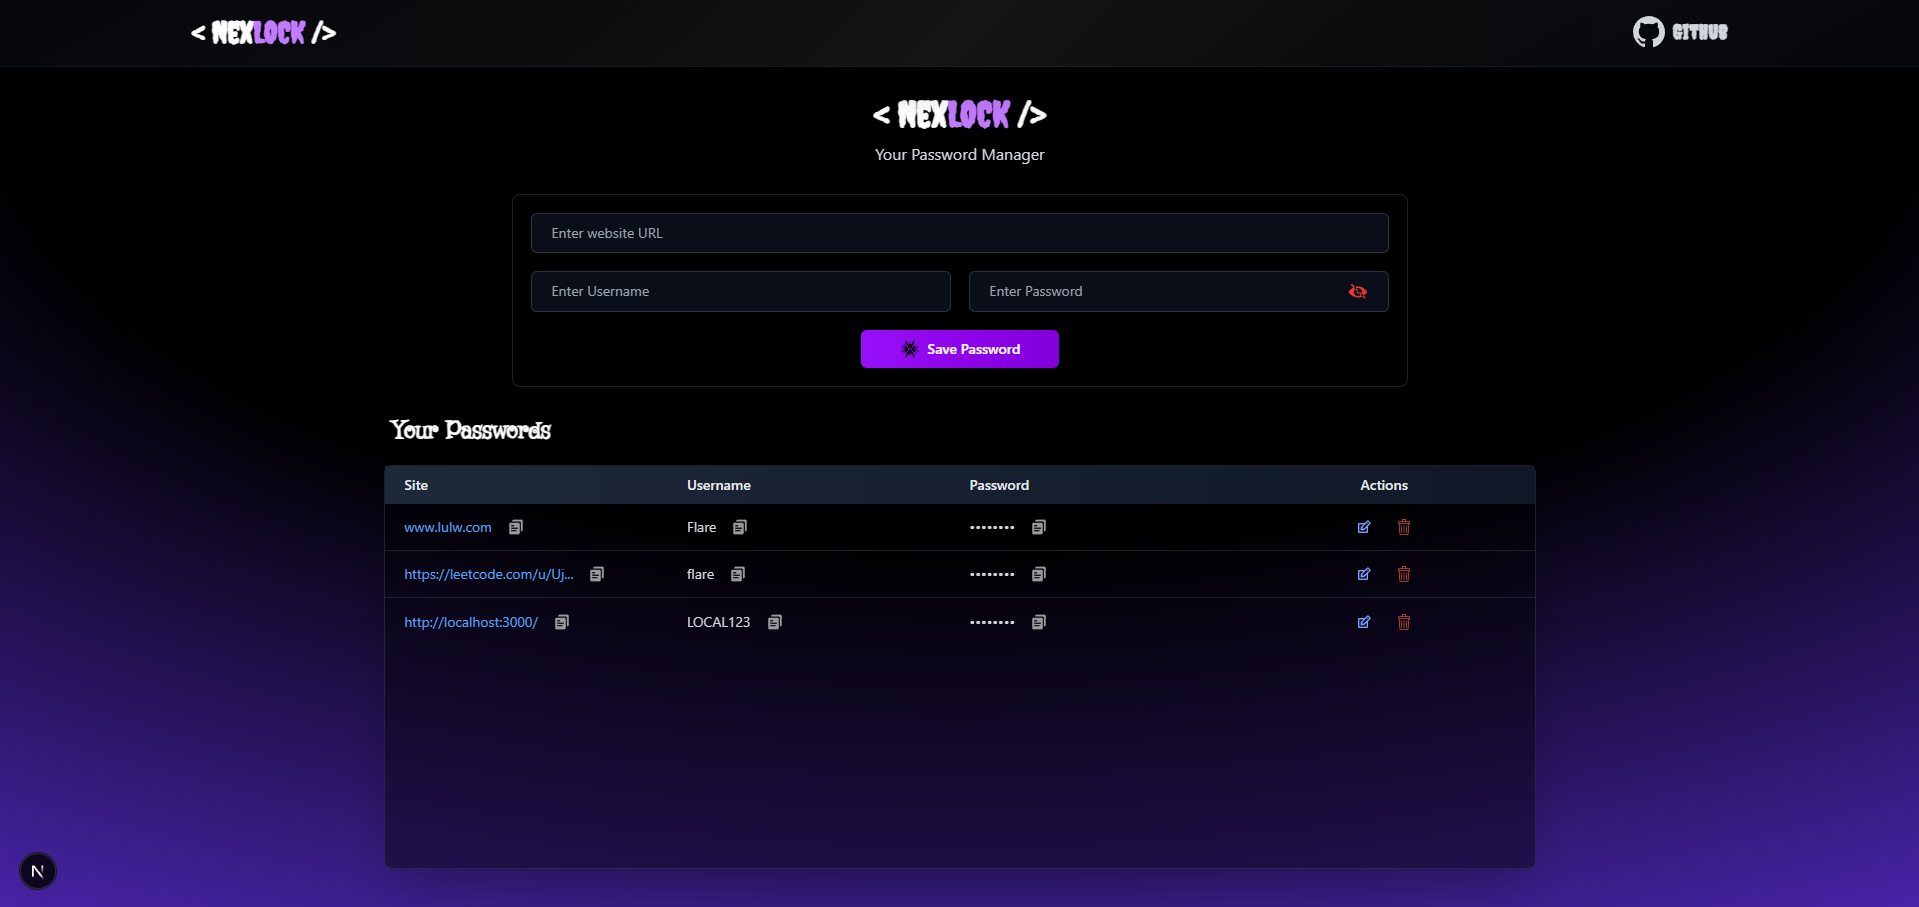 < NEXLOCK />
GITHUB
< NEXLOCK />
Your Password Manager
Enter website URL
Enter Username
Enter Password
Save Password
Your Passwords
Site Username Password Actions
www.lulw.com Flare ••••••••
https://leetcode.com/u/Uj... flare ••••••••
http://localhost:3000/ LOCAL123 ••••••••
N